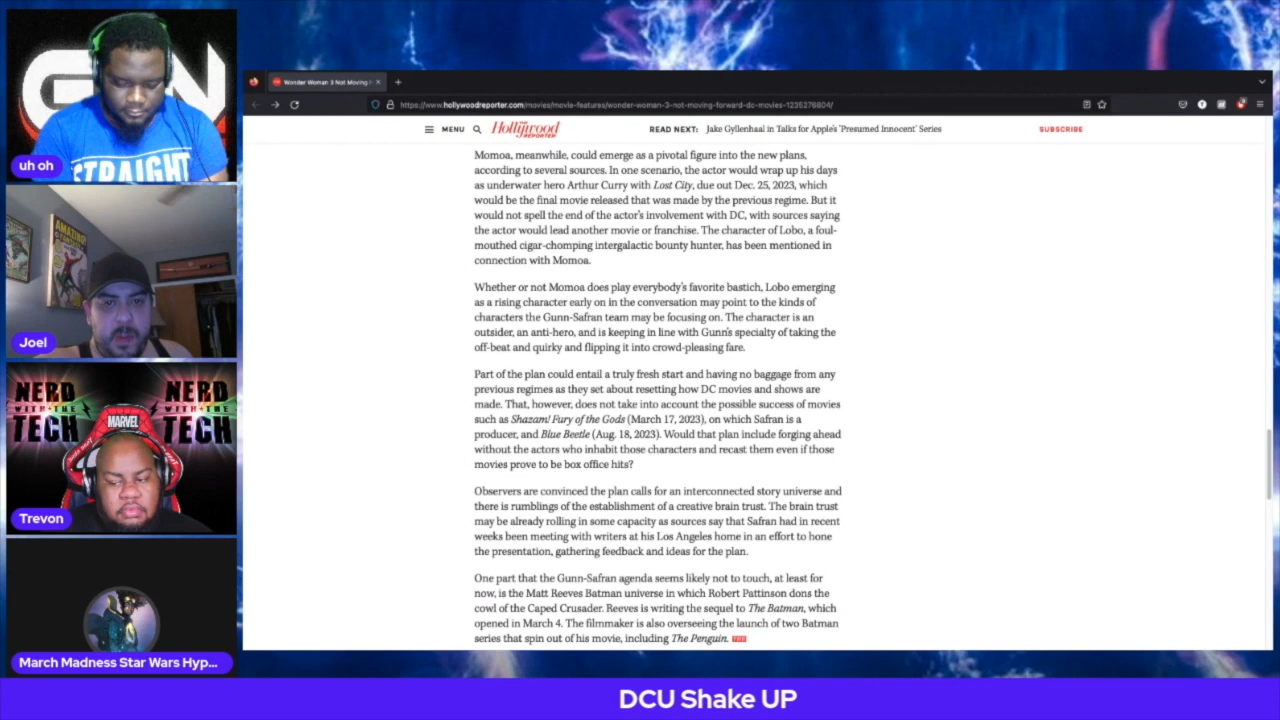 GN
STRAIGHT
uh oh
AMAZING
Joel
NERD
WITH THE
TECH
NERD
WITH THE
TECH
MARVEL
Trevon
March Madness Star Wars Hyp...
Wonder Woman 3 Not Moving
https://www.hollywoodreporter.com/movies/movie-features/wonder-woman-3-not-moving-forward-dc-movies-1235276804/
MENU
Hollywood
REPORTER
READ NEXT: Jake Gyllenhaal in Talks for Apple's 'Presumed Innocent' Series
SUBSCRIBE
Momoa, meanwhile, could emerge as a pivotal figure into the new plans,
according to several sources. In one scenario, the actor would wrap up his days
as underwater hero Arthur Curry with Lost City, due out Dec. 25, 2023, which
would be the final movie released that was made by the previous regime. But it
would not spell the end of the actor's involvement with DC, with sources saying
the actor would lead another movie or franchise. The character of Lobo, a foul-
mouthed cigar-chomping intergalactic bounty hunter, has been mentioned in
connection with Momoa.
Whether or not Momoa does play everybody's favorite bastich, Lobo emerging
as a rising character early on in the conversation may point to the kinds of
characters the Gunn-Safran team may be focusing on. The character is an
outsider, an anti-hero, and is keeping in line with Gunn's specialty of taking the
off-beat and quirky and flipping it into crowd-pleasing fare.
Part of the plan could entail a truly fresh start and having no baggage from any
previous regimes as they set about resetting how DC movies and shows are
made. That, however, does not take into account the possible success of movies
such as Shazam! Fury of the Gods (March 17, 2023), on which Safran is a
producer, and Blue Beetle (Aug. 18, 2023). Would that plan include forging ahead
without the actors who inhabit those characters and recast them even if those
movies prove to be box office hits?
Observers are convinced the plan calls for an interconnected story universe and
there is rumblings of the establishment of a creative brain trust. The brain trust
may be already rolling in some capacity as sources say that Safran had in recent
weeks been meeting with writers at his Los Angeles home in an effort to hone
the presentation, gathering feedback and ideas for the plan.
One part that the Gunn-Safran agenda seems likely not to touch, at least for
now, is the Matt Reeves Batman universe in which Robert Pattinson dons the
cowl of the Caped Crusader. Reeves is writing the sequel to The Batman, which
opened in March 4. The filmmaker is also overseeing the launch of two Batman
series that spin out of his movie, including The Penguin. THR
DCU Shake UP